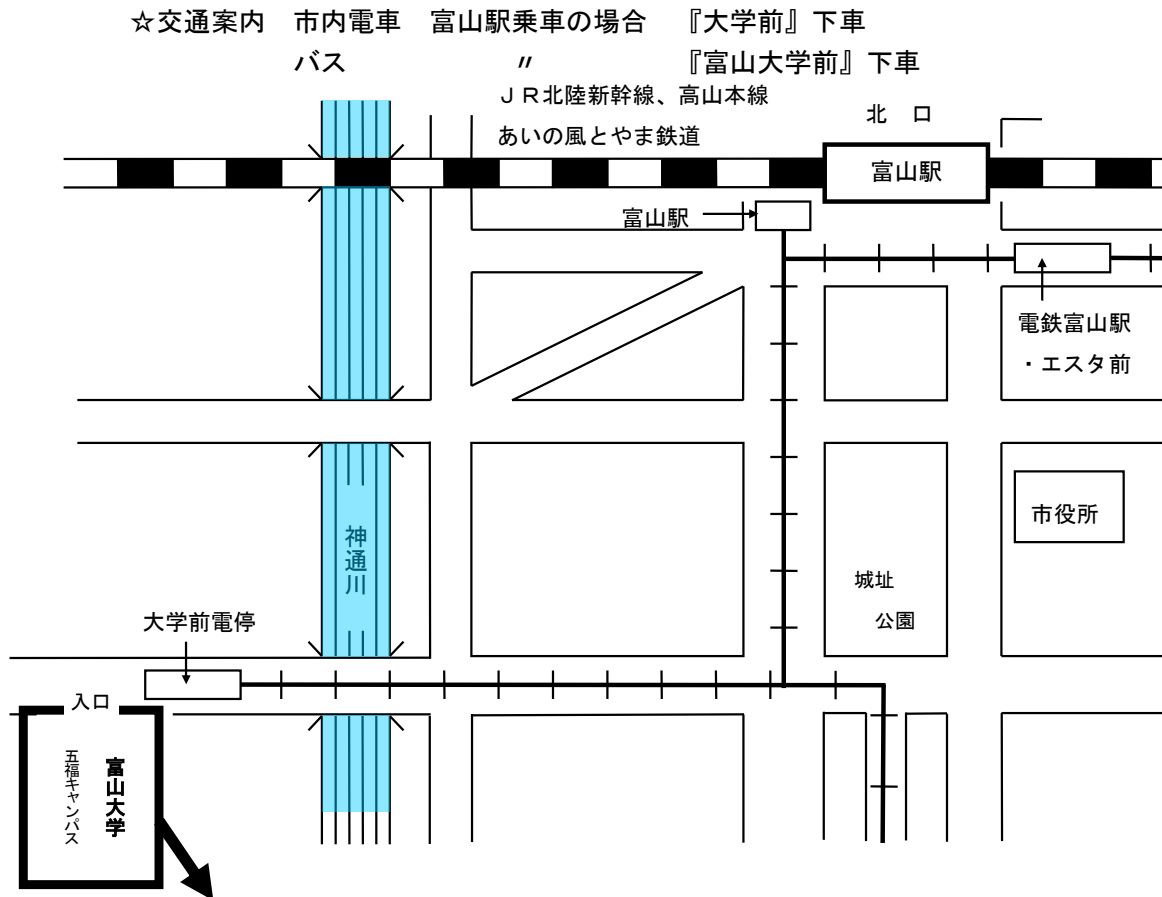 ☆交通案内　市内電車　富山駅乗車の場合　『大学前』下車
バス　〃　『富山大学前』下車
ＪＲ北陸新幹線、高山本線
あいの風とやま鉄道
北　口
富山駅
富山駅
電鉄富山駅
・エスタ前
市役所
神通川
城址
公園
大学前電停
入口
富山大学
五福キャンパス